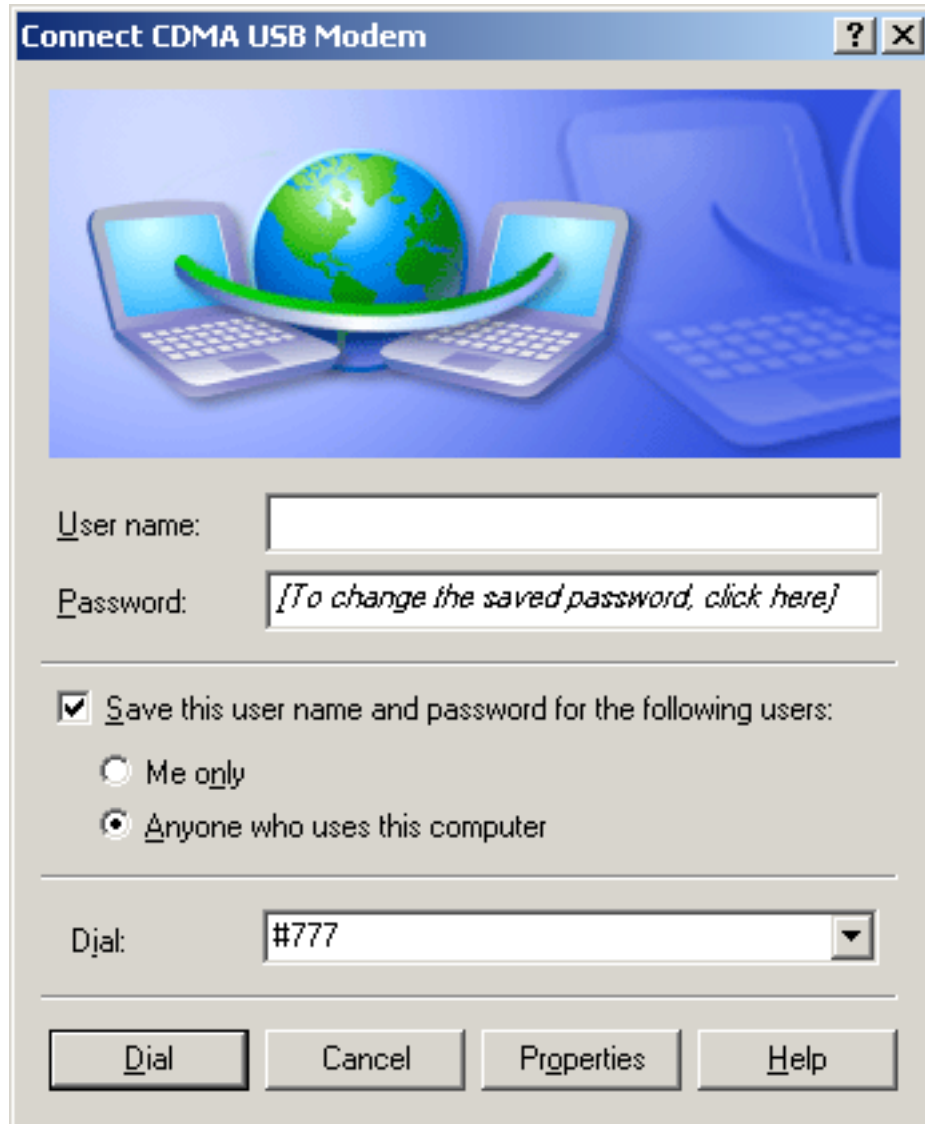 Connect CDMA USB Modem
User name:
Password: [To change the saved password, click here]
Save this user name and password for the following users:
Me only
Anyone who uses this computer
Dial: #777
Dial Cancel Properties Help